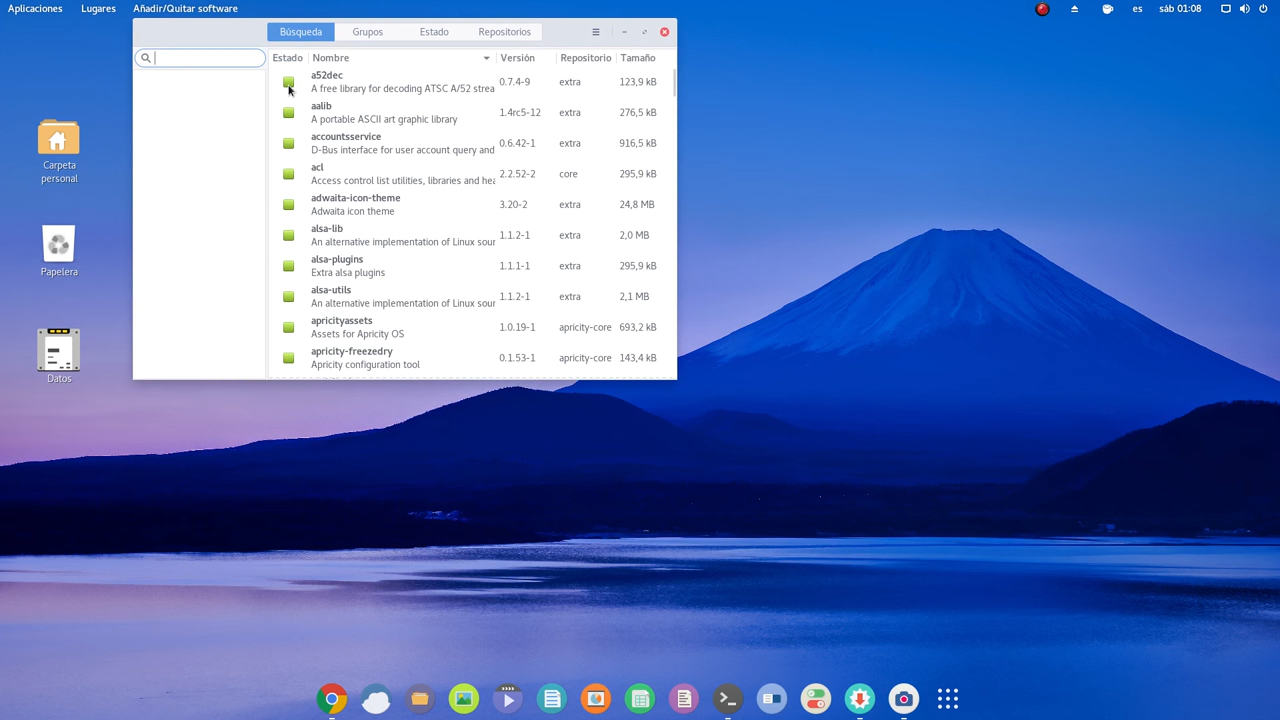 Aplicaciones Lugares Añadir/Quitar software es sáb 01:08
Búsqueda Grupos Estado Repositorios
Estado Nombre Versión Repositorio Tamaño
a52dec
A free library for decoding ATSC A/52 strea
0.7.4-9 extra 123,9 kB
aalib
A portable ASCII art graphic library
1.4rc5-12 extra 276,5 kB
accountsservice
D-Bus interface for user account query and
0.6.42-1 extra 916,5 kB
acl
Access control list utilities, libraries and hea
2.2.52-2 core 295,9 kB
adwaita-icon-theme
Adwaita icon theme
3.20-2 extra 24,8 MB
alsa-lib
An alternative implementation of Linux sour
1.1.2-1 extra 2,0 MB
alsa-plugins
Extra alsa plugins
1.1.1-1 extra 295,9 kB
alsa-utils
An alternative implementation of Linux sour
1.1.2-1 extra 2,1 MB
apricityassets
Assets for Apricity OS
1.0.19-1 apricity-core 693,2 kB
apricity-freezedry
Apricity configuration tool
0.1.53-1 apricity-core 143,4 kB
Carpeta
personal
Papelera
Datos